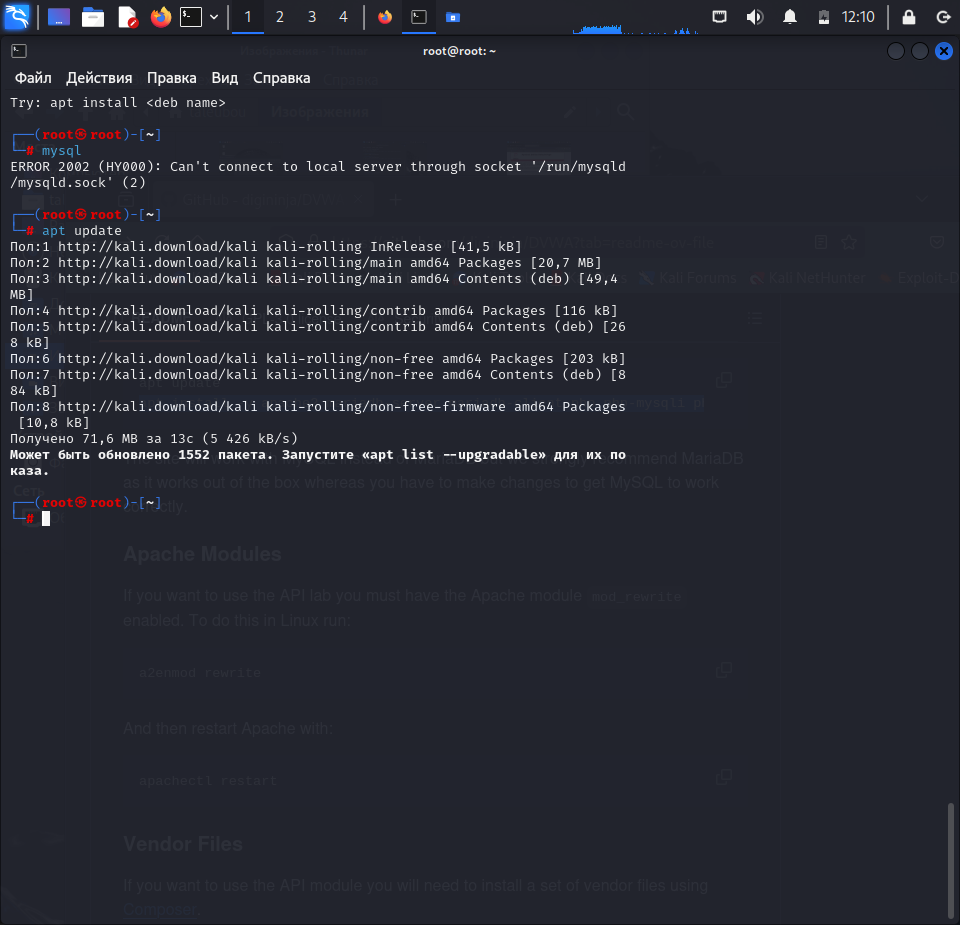 1 2 3 4 12:10
root@root: ~
Файл Действия Правка Вид Справка
Try: apt install <deb name>
┌──(root㉿root)-[~]
└─# mysql
ERROR 2002 (HY000): Can't connect to local server through socket '/run/mysqld
/mysqld.sock' (2)
┌──(root㉿root)-[~]
└─# apt update
Пол:1 http://kali.download/kali kali-rolling InRelease [41,5 kB]
Пол:2 http://kali.download/kali kali-rolling/main amd64 Packages [20,7 MB]
Пол:3 http://kali.download/kali kali-rolling/main amd64 Contents (deb) [49,4
MB]
Пол:4 http://kali.download/kali kali-rolling/contrib amd64 Packages [116 kB]
Пол:5 http://kali.download/kali kali-rolling/contrib amd64 Contents (deb) [26
8 kB]
Пол:6 http://kali.download/kali kali-rolling/non-free amd64 Packages [203 kB]
Пол:7 http://kali.download/kali kali-rolling/non-free amd64 Contents (deb) [8
84 kB]
Пол:8 http://kali.download/kali kali-rolling/non-free-firmware amd64 Packages
[10,8 kB]
Получено 71,6 MB за 13с (5 426 kB/s)
Может быть обновлено 1552 пакета. Запустите «apt list --upgradable» для их по
каза.
┌──(root㉿root)-[~]
└─#
Kali Forums Kali NetHunter Exploit-D
recommend MariaDB
as it works out of the box whereas you have to make changes to get MySQL to work
Apache Modules
If you want to use the API lab you must have the Apache module mod_rewrite
enabled. To do this in Linux run:
a2enmod rewrite
And then restart Apache with:
apachectl restart
Vendor Files
If you want to use the API module you will need to install a set of vendor files using
Composer.